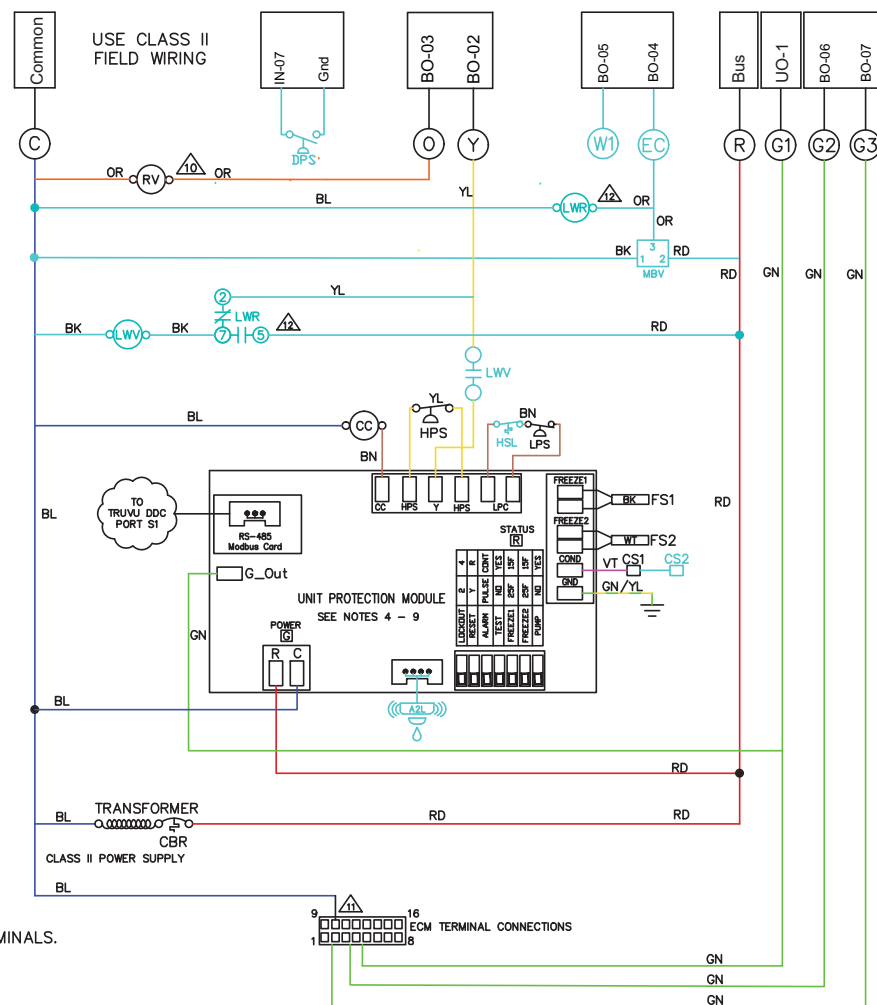 Common
USE CLASS II
FIELD WIRING
IN-07
Gnd
BO-03
BO-02
BO-05
BO-04
Bus
UO-1
BO-06
BO-07
C
DPS
O
Y
W1
EC
R
G1
G2
G3
OR
RV
10
OR
YL
BL
LWR
12
OR
OR
BK
1
3
2
RD
MBV
RD
GN
GN
GN
2
YL
LWR
BK
LWV
BK
7
5
12
RD
LWV
BL
CC
YL
HPS
BN
HSL
LPS
BN
CC
HPS
Y
HPS
LPC
FREEZE1
BK
FS1
FREEZE2
WT
FS2
COND
VT
CS1
CS2
GND
GN/YL
BL
TO
TRUVU DDC
PORT S1
RS-485
Modbus Card
STATUS
R
RD
G_Out
UNIT PROTECTION MODULE
SEE NOTES 4 - 9
LOCKOUT 2 4
RESET Y R
ALARM PULSE CONT
TEST NO YES
FREEZE1 25F 15F
FREEZE2 25F 15F
PUMP NO YES
GN
POWER
G
R C
A2L
BL
RD
TRANSFORMER
BL
CBR
RD
RD
CLASS II POWER SUPPLY
BL
11
9
16
1
8
ECM TERMINAL CONNECTIONS
MINALS.
GN
GN
GN